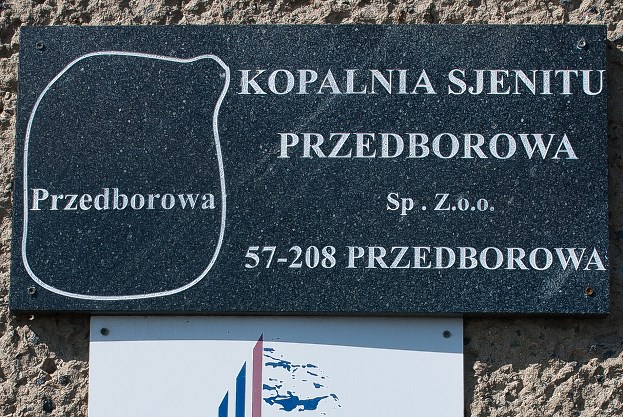 Przedborowa
KOPALNIA SJENITU
PRZEDBOROWA
Sp . Z.o.o.
57-208 PRZEDBOROWA